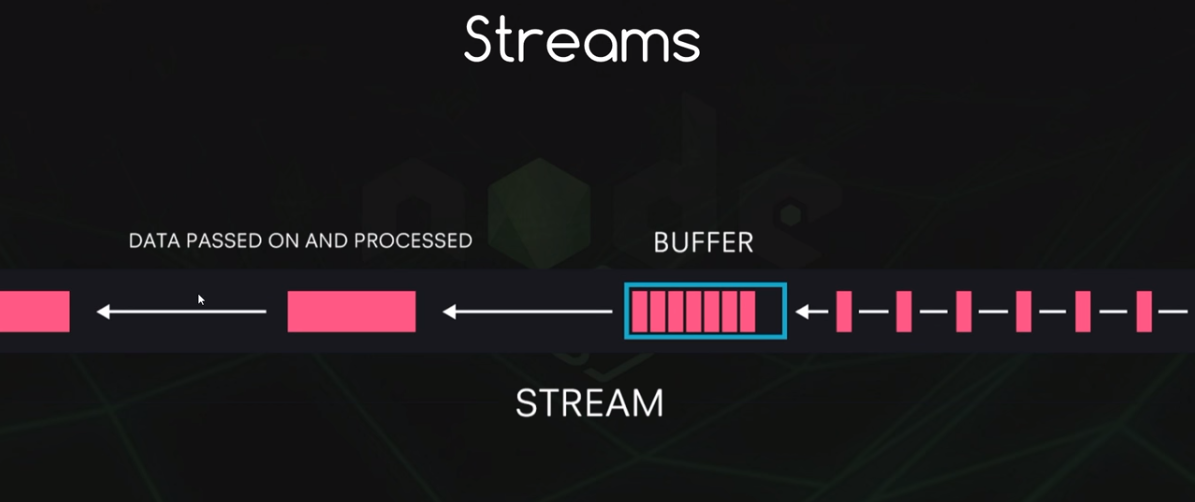 Streams
DATA PASSED ON AND PROCESSED
BUFFER
STREAM